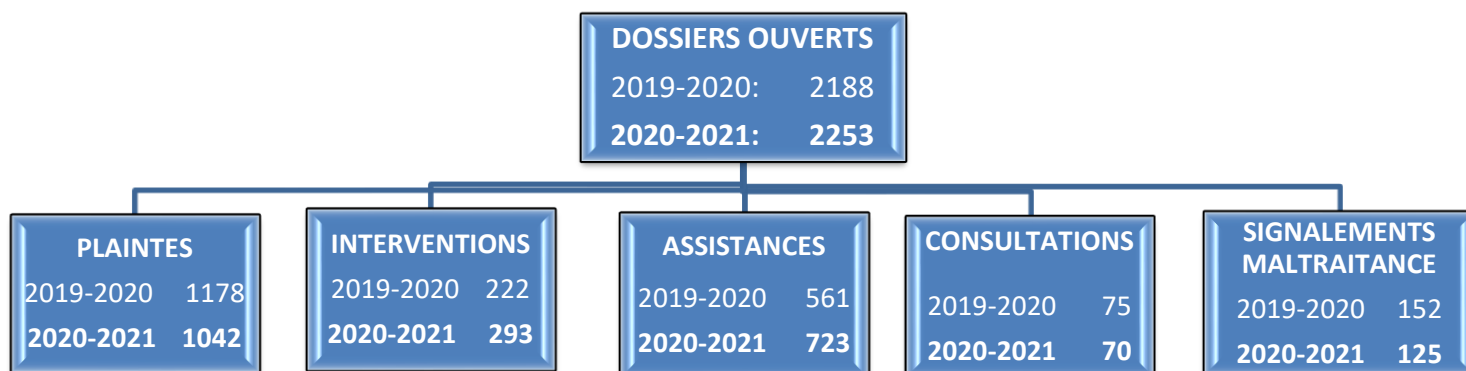 DOSSIERS OUVERTS
2019-2020: 2188
2020-2021: 2253
PLAINTES
2019-2020 1178
2020-2021 1042
INTERVENTIONS
2019-2020 222
2020-2021 293
ASSISTANCES
2019-2020 561
2020-2021 723
CONSULTATIONS
2019-2020 75
2020-2021 70
SIGNALEMENTS
MALTRAITANCE
2019-2020 152
2020-2021 125